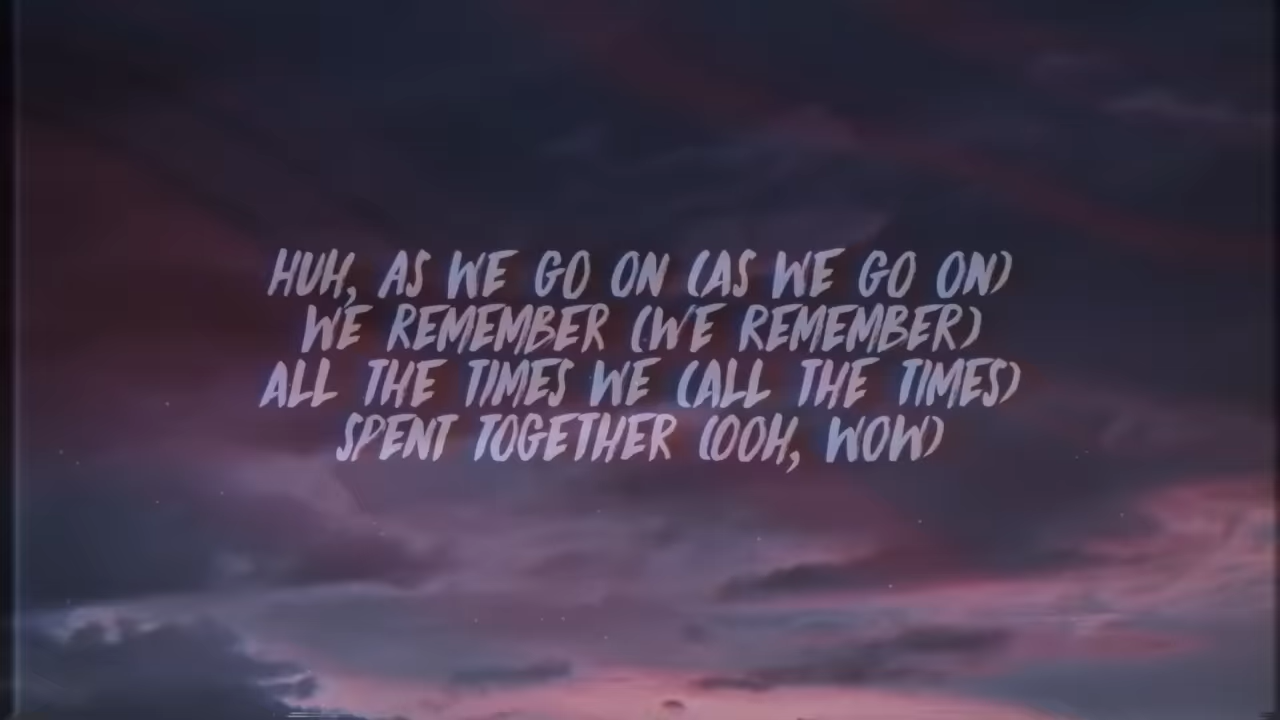 HUH, AS WE GO ON (AS WE GO ON)
WE REMEMBER (WE REMEMBER)
ALL THE TIMES WE (ALL THE TIMES)
SPENT TOGETHER (OOH, WOW)